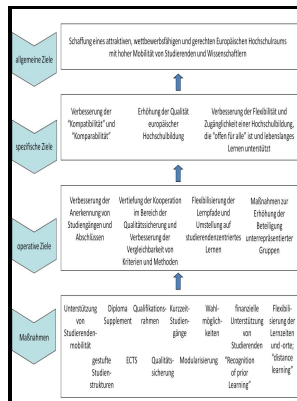 allgemeine Ziele
Schaffung eines attraktiven, wettbewerbsfähigen und gerechten Europäischen Hochschulraums
mit hoher Mobilität von Studierenden und Wissenschaftlern
spezifische Ziele
Verbesserung der
"Kompatibilität" und
"Komparabilität"
Erhöhung der Qualität
europäischer
Hochschulbildung
Verbesserung der Flexibilität und
Zugänglichkeit einer Hochschulbildung,
die "offen für alle" ist und lebenslanges
Lernen unterstützt
operative Ziele
Verbesserung der
Anerkennung von
Studiengängen und
Abschlüssen
Vertiefung der Kooperation
im Bereich der
Qualitätssicherung und
Verbesserung der
Vergleichbarkeit von
Kriterien und Methoden
Flexibilisierung der
Lernpfade und
Umstellung auf
studierendenzentriertes
Lernen
Maßnahmen zur
Erhöhung der
Beteiligung
unterrepräsentierter
Gruppen
Maßnahmen
Unterstützung
von
Studierenden-
mobilität
Diploma
Supplement
Qualifikations-
rahmen
Kurzzeit-
Studien-
gänge
Wahl-
möglich-
keiten
finanzielle
Unterstützung
von
Studierenden
Flexibili-
sierung der
Lernzeiten
und -orte;
"distance
learning"
gestufte
Studien-
strukturen
ECTS
Qualitäts-
sicherung
Modularisierung
"Recognition
of prior
Learning"